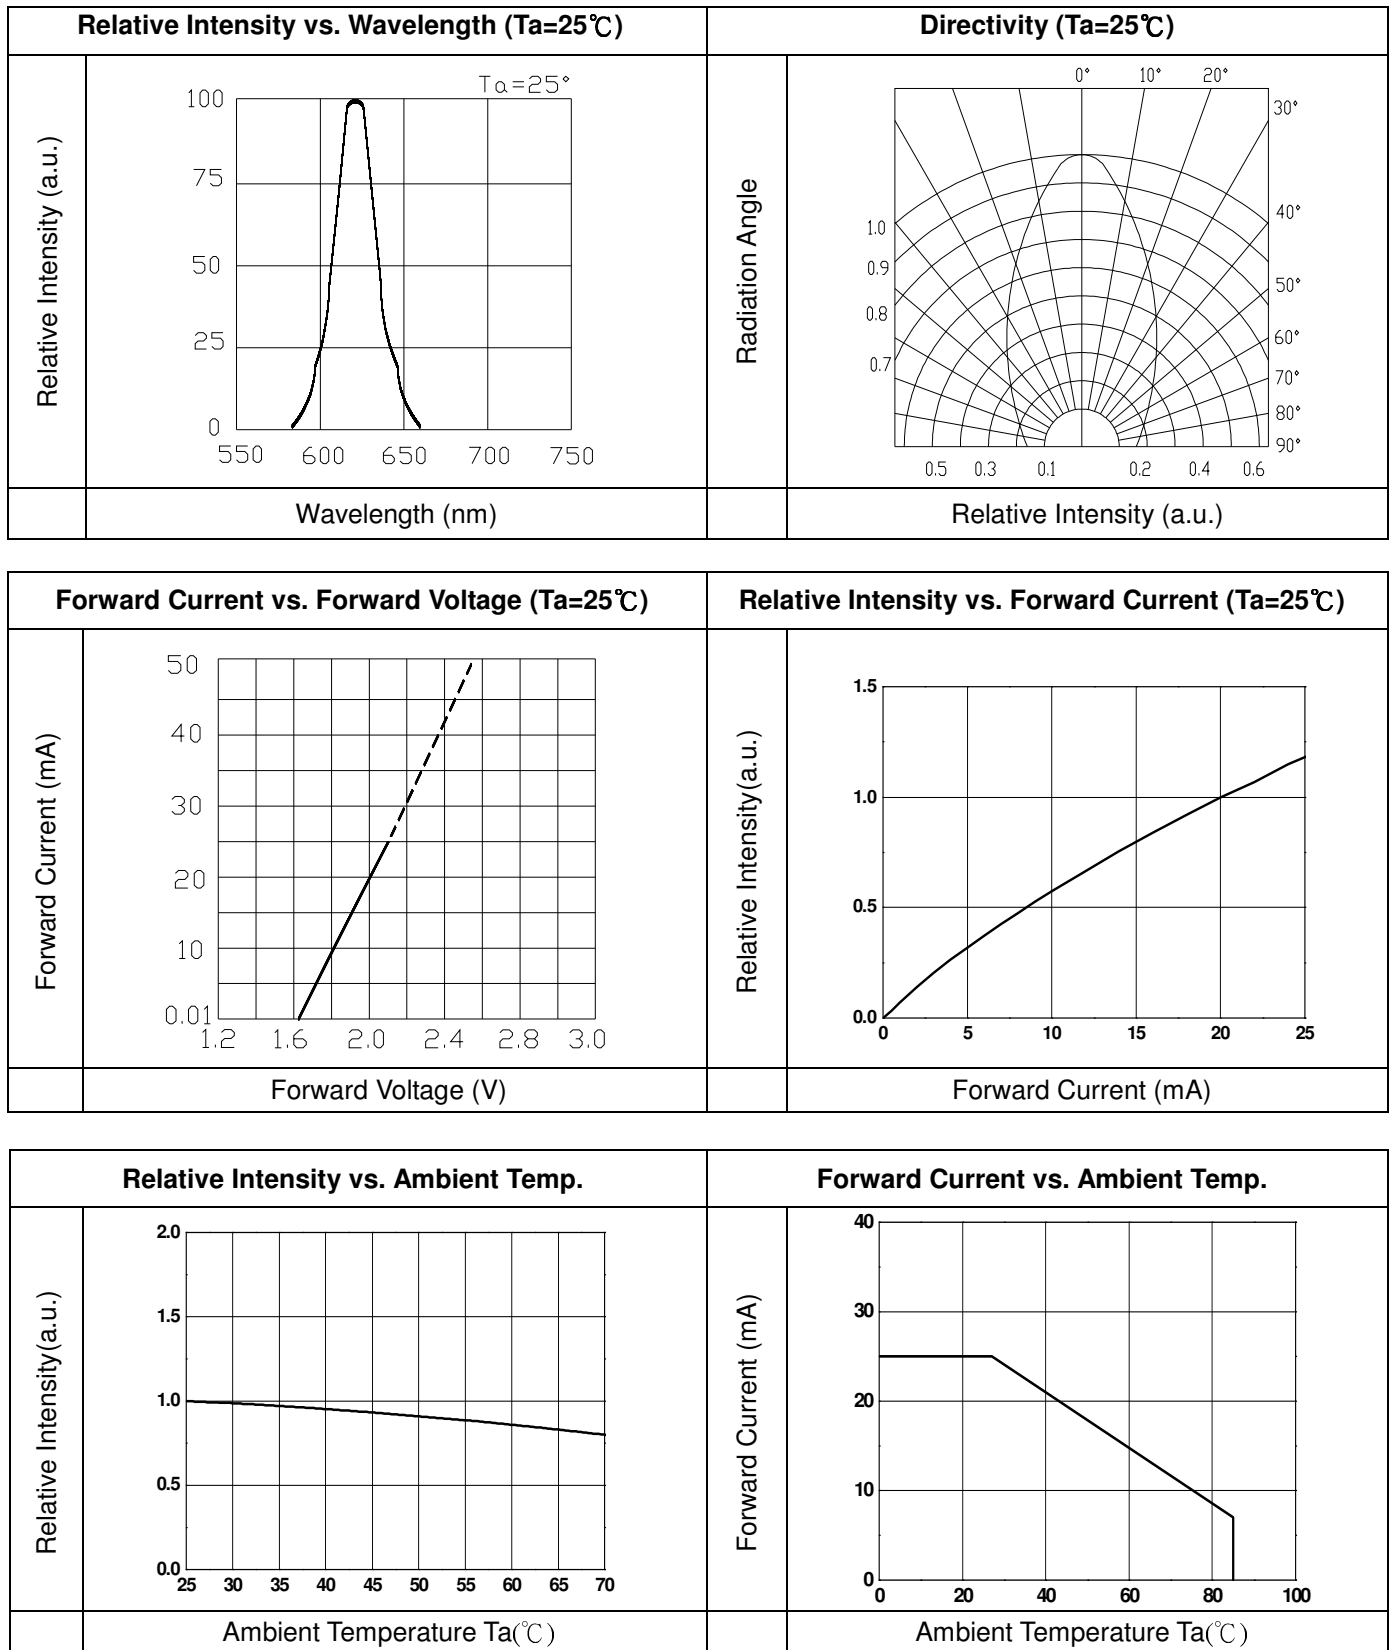 Relative Intensity vs. Wavelength (Ta=25℃)
Directivity (Ta=25℃)
Relative Intensity (a.u.)
Ta=25°
100
75
50
25
0
550 600 650 700 750
Wavelength (nm)
Radiation Angle
0° 10° 20°
30°
40°
50°
60°
70°
80°
90°
1.0
0.9
0.8
0.7
0.5 0.3 0.1 0.2 0.4 0.6
Relative Intensity (a.u.)
Forward Current vs. Forward Voltage (Ta=25℃)
Relative Intensity vs. Forward Current (Ta=25℃)
Forward Current (mA)
50
40
30
20
10
0.01
1.2 1.6 2.0 2.4 2.8 3.0
Forward Voltage (V)
Relative Intensity(a.u.)
1.5
1.0
0.5
0.0
0 5 10 15 20 25
Forward Current (mA)
Relative Intensity vs. Ambient Temp.
Forward Current vs. Ambient Temp.
Relative Intensity(a.u.)
2.0
1.5
1.0
0.5
0.0
25 30 35 40 45 50 55 60 65 70
Ambient Temperature Ta(℃)
Forward Current (mA)
40
30
20
10
0
0 20 40 60 80 100
Ambient Temperature Ta(℃)